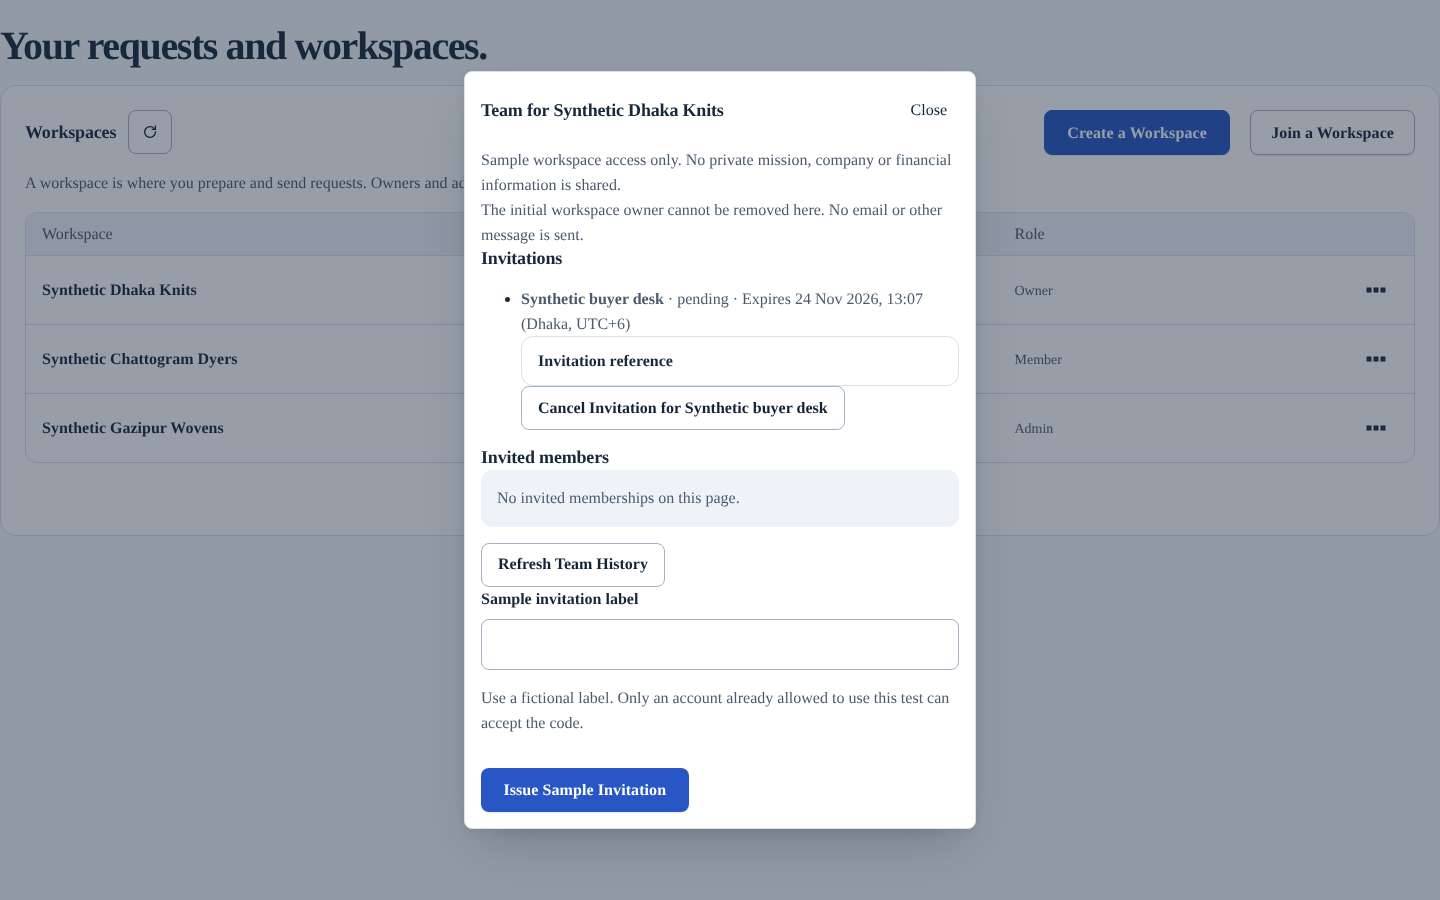 Your requests and workspaces.
Workspaces
Create a Workspace
Join a Workspace
A workspace is where you prepare and send requests. Owners and
Workspace
Role
Synthetic Dhaka Knits
Owner
Synthetic Chattogram Dyers
Member
Synthetic Gazipur Wovens
Admin
Team for Synthetic Dhaka Knits
Close
Sample workspace access only. No private mission, company or financial
information is shared.
The initial workspace owner cannot be removed here. No email or other
message is sent.
Invitations
• Synthetic buyer desk · pending · Expires 24 Nov 2026, 13:07
(Dhaka, UTC+6)
Invitation reference
Cancel Invitation for Synthetic buyer desk
Invited members
No invited memberships on this page.
Refresh Team History
Sample invitation label
Use a fictional label. Only an account already allowed to use this test can
accept the code.
Issue Sample Invitation